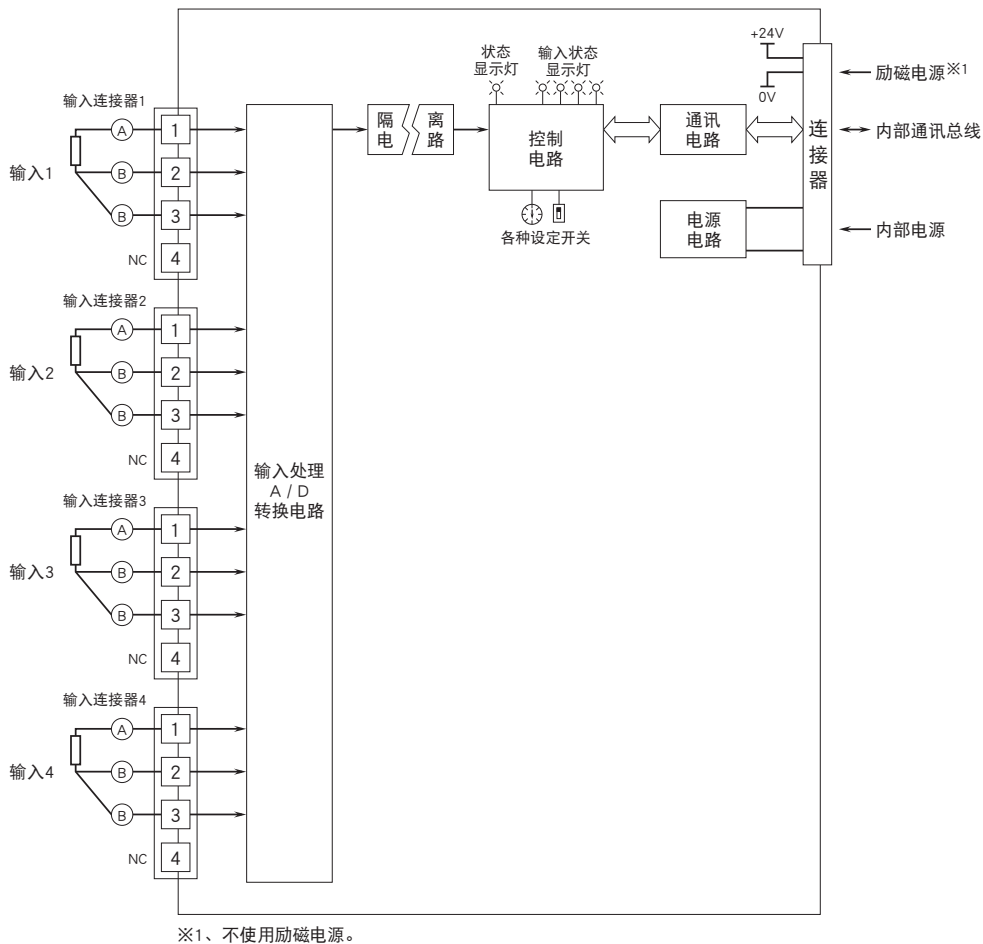 +24V
0V
励磁电源※1
内部通讯总线
内部电源
连
接
器
状态
显示灯
输入状态
显示灯
隔 离
电 路
控制
电路
通讯
电路
电源
电路
各种设定开关
输入连接器1
输入1
A 1
B 2
B 3
NC 4
输入连接器2
输入2
A 1
B 2
B 3
NC 4
输入处理
A / D
转换电路
输入连接器3
输入3
A 1
B 2
B 3
NC 4
输入连接器4
输入4
A 1
B 2
B 3
NC 4
※1、不使用励磁电源。